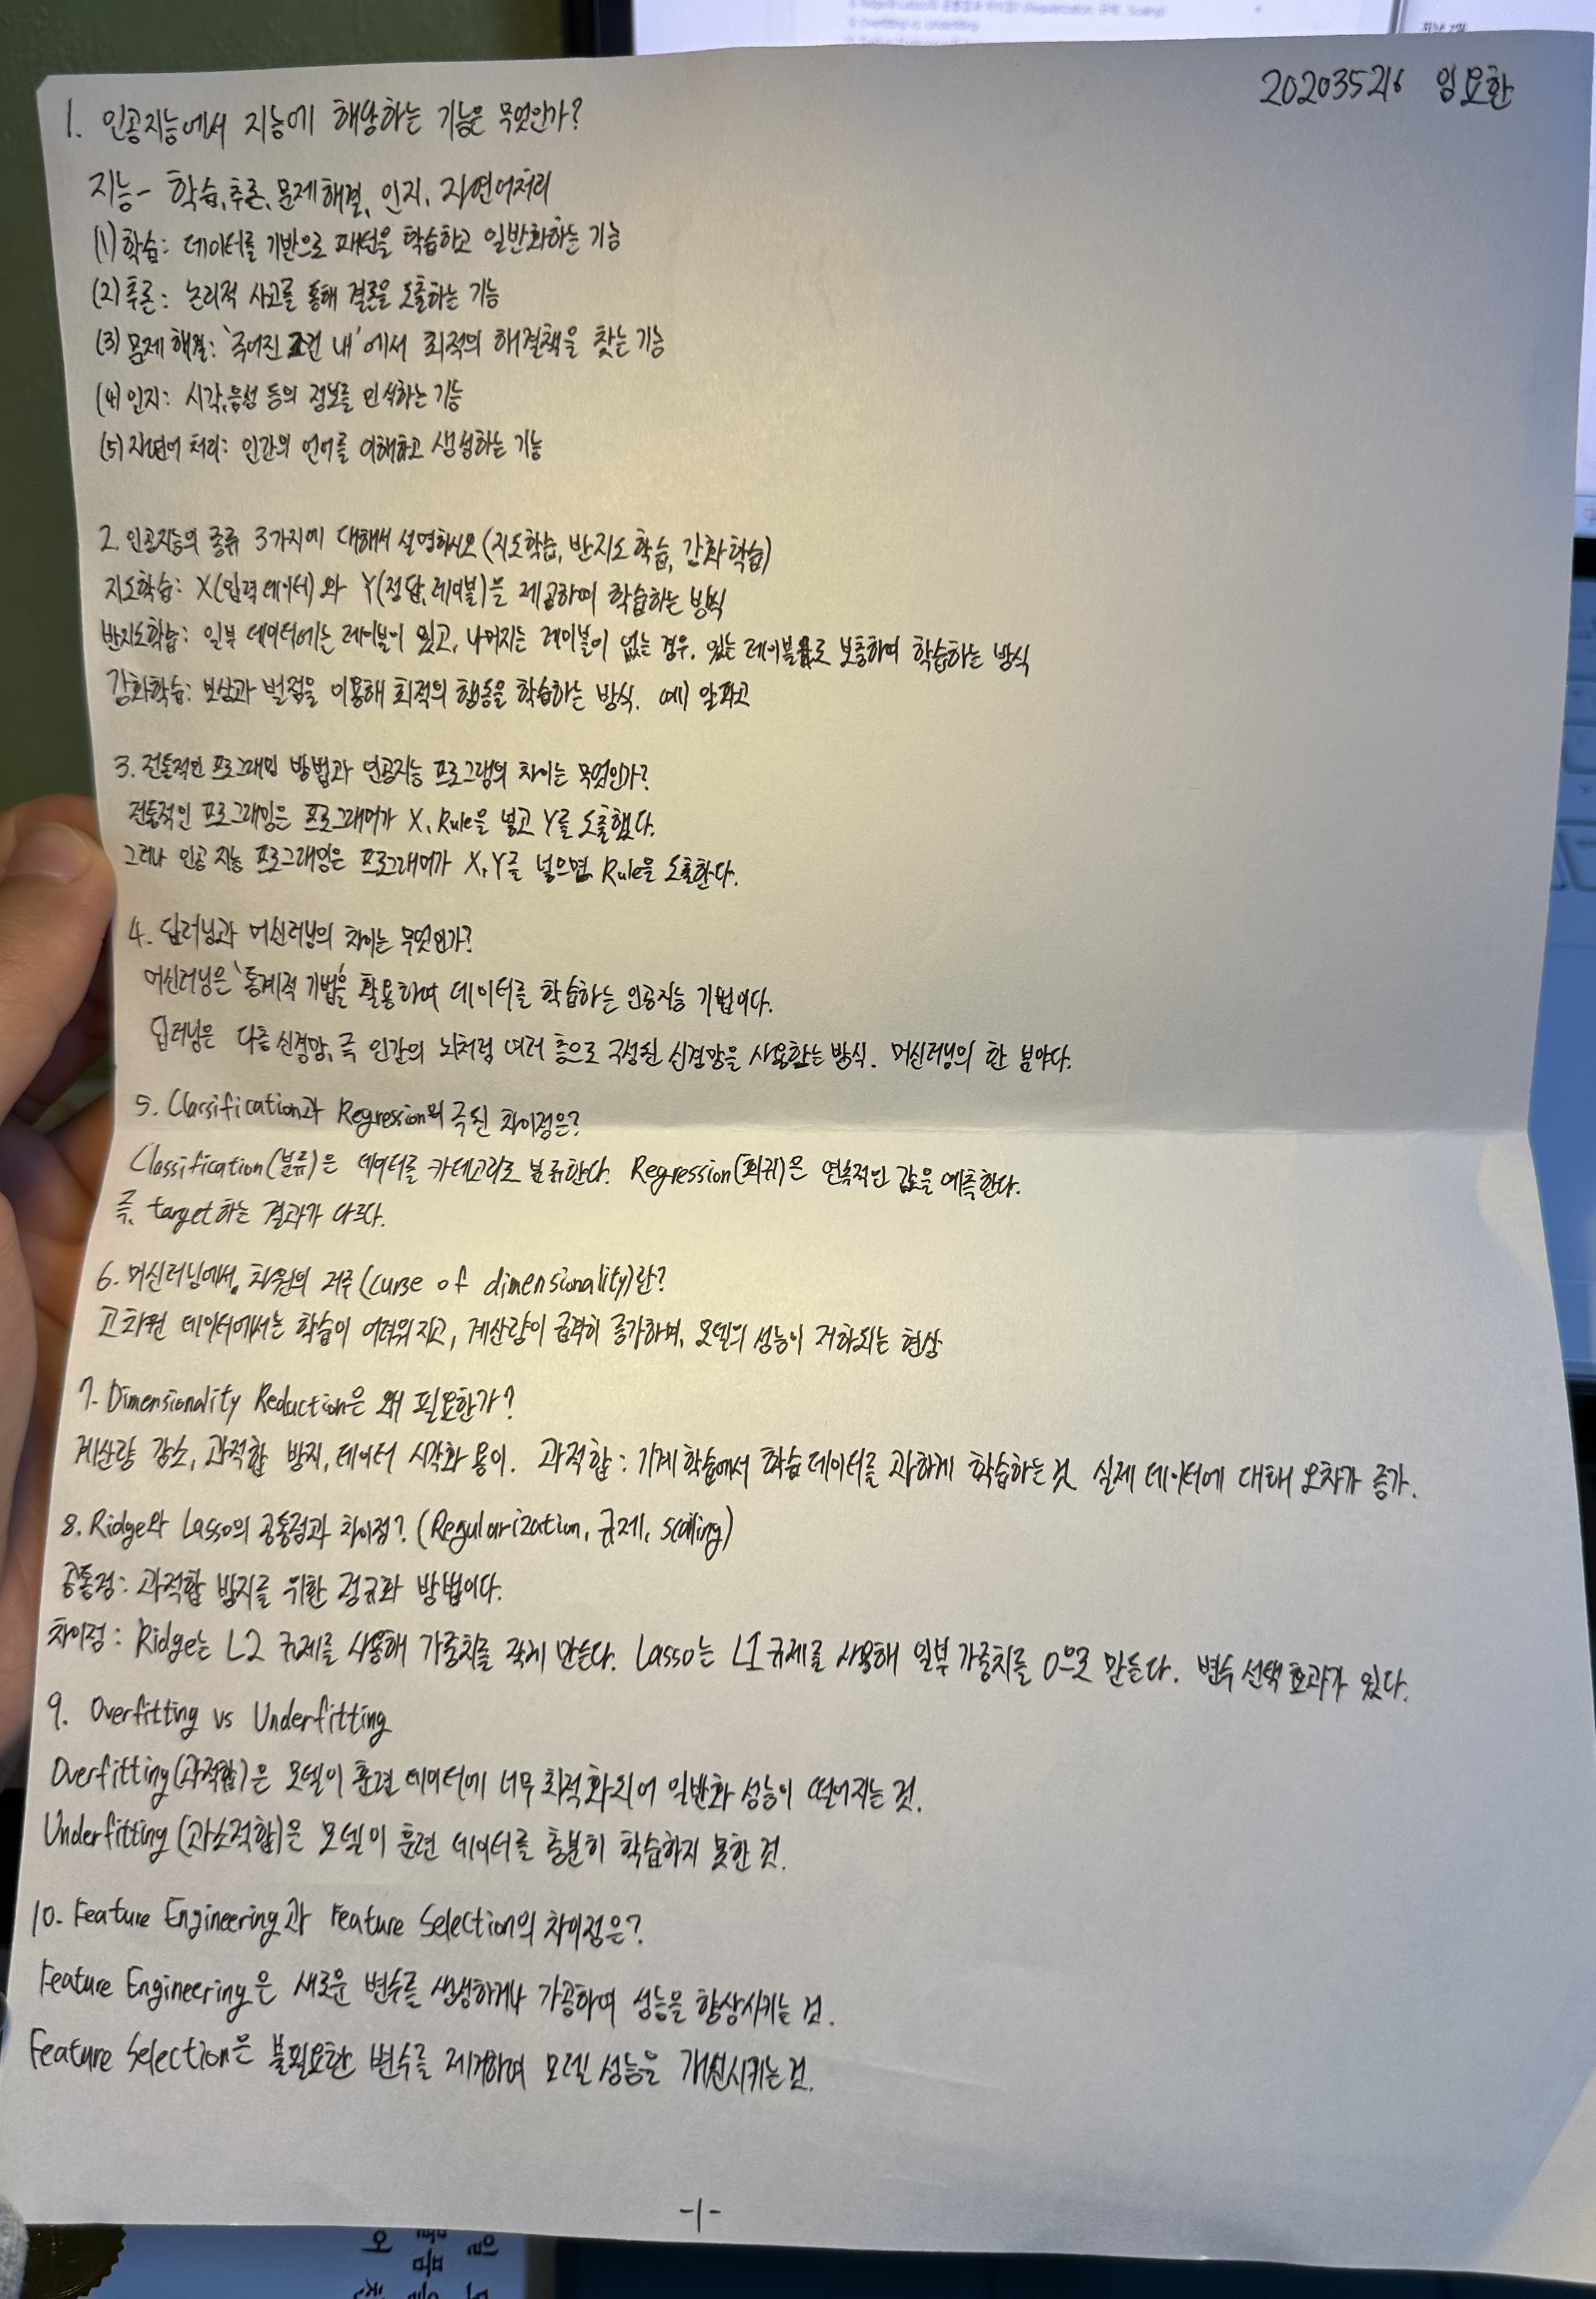 202035216 임요환
1. 인공지능에서 지능에 해당하는 기능은 무엇인가?
지능 - 학습, 추론, 문제해결, 인지, 자연어처리
(1) 학습: 데이터를 기반으로 패턴을 학습하고 일반화하는 기능
(2) 추론: 논리적 사고를 통해 결론을 도출하는 기능
(3) 문제 해결: '주어진 조건 내'에서 최적의 해결책을 찾는 기능
(4) 인지: 시각, 음성 등의 정보를 인식하는 기능
(5) 자연어 처리: 인간의 언어를 이해하고 생성하는 기능
2. 인공지능의 종류 3가지에 대해서 설명하시오 (지도학습, 반지도 학습, 강화 학습)
지도학습: X(입력 데이터)와 Y(정답, 레이블)을 제공하여 학습하는 방식
반지도학습: 일부 데이터에는 레이블이 있고, 나머지는 레이블이 없는 경우. 있는 레이블로 보충하며 학습하는 방식
강화학습: 보상과 벌점을 이용해 최적의 행동을 학습하는 방식. 예) 알파고
3. 전통적인 프로그래밍 방법과 인공지능 프로그램의 차이는 무엇인가?
전통적인 프로그래밍은 프로그래머가 X, Rule을 넣고 Y를 도출했다.
그러나 인공 지능 프로그래밍은 프로그래머가 X, Y를 넣으면, Rule을 도출한다.
4. 딥러닝과 머신러닝의 차이는 무엇인가?
머신러닝은 '통계적 기법'을 활용하여 데이터를 학습하는 인공지능 기법이다.
딥러닝은 다층 신경망, 즉 인간의 뇌처럼 여러 층으로 구성된 신경망을 사용하는 방식. 머신러닝의 한 분야다.
5. Classification과 Regression의 주된 차이점은?
Classification(분류)은 데이터를 카테고리로 분류한다. Regression(회귀)은 연속적인 값을 예측한다.
즉, target하는 결과가 다르다.
6. 머신러닝에서, 차원의 저주 (curse of dimensionality)란?
고차원 데이터에서는 학습이 어려워지고, 계산량이 급격히 증가하며, 모델의 성능이 저하되는 현상
7. Dimensionality Reduction은 왜 필요한가?
계산량 감소, 과적합 방지, 데이터 시각화 용이. 과적합: 기계 학습에서 학습 데이터를 과하게 학습하는 것. 실제 데이터에 대해 오차가 증가.
8. Ridge와 Lasso의 공통점과 차이점? (Regularization, 규제, scaling)
공통점: 과적합 방지를 위한 정규화 방법이다.
차이점: Ridge는 L2 규제를 사용해 가중치를 작게 만든다. Lasso는 L1 규제를 사용해 일부 가중치를 0으로 만든다. 변수 선택 효과가 있다.
9. Overfitting vs Underfitting
Overfitting(과적합)은 모델이 훈련 데이터에 너무 최적화되어 일반화 성능이 떨어지는 것.
Underfitting (과소적합)은 모델이 훈련 데이터를 충분히 학습하지 못한 것.
10. Feature Engineering과 Feature Selection의 차이점은?
Feature Engineering은 새로운 변수를 생성하거나 가공하여 성능을 향상시키는 것.
Feature Selection은 불필요한 변수를 제거하여 모델 성능을 개선시키는 것.
-1-